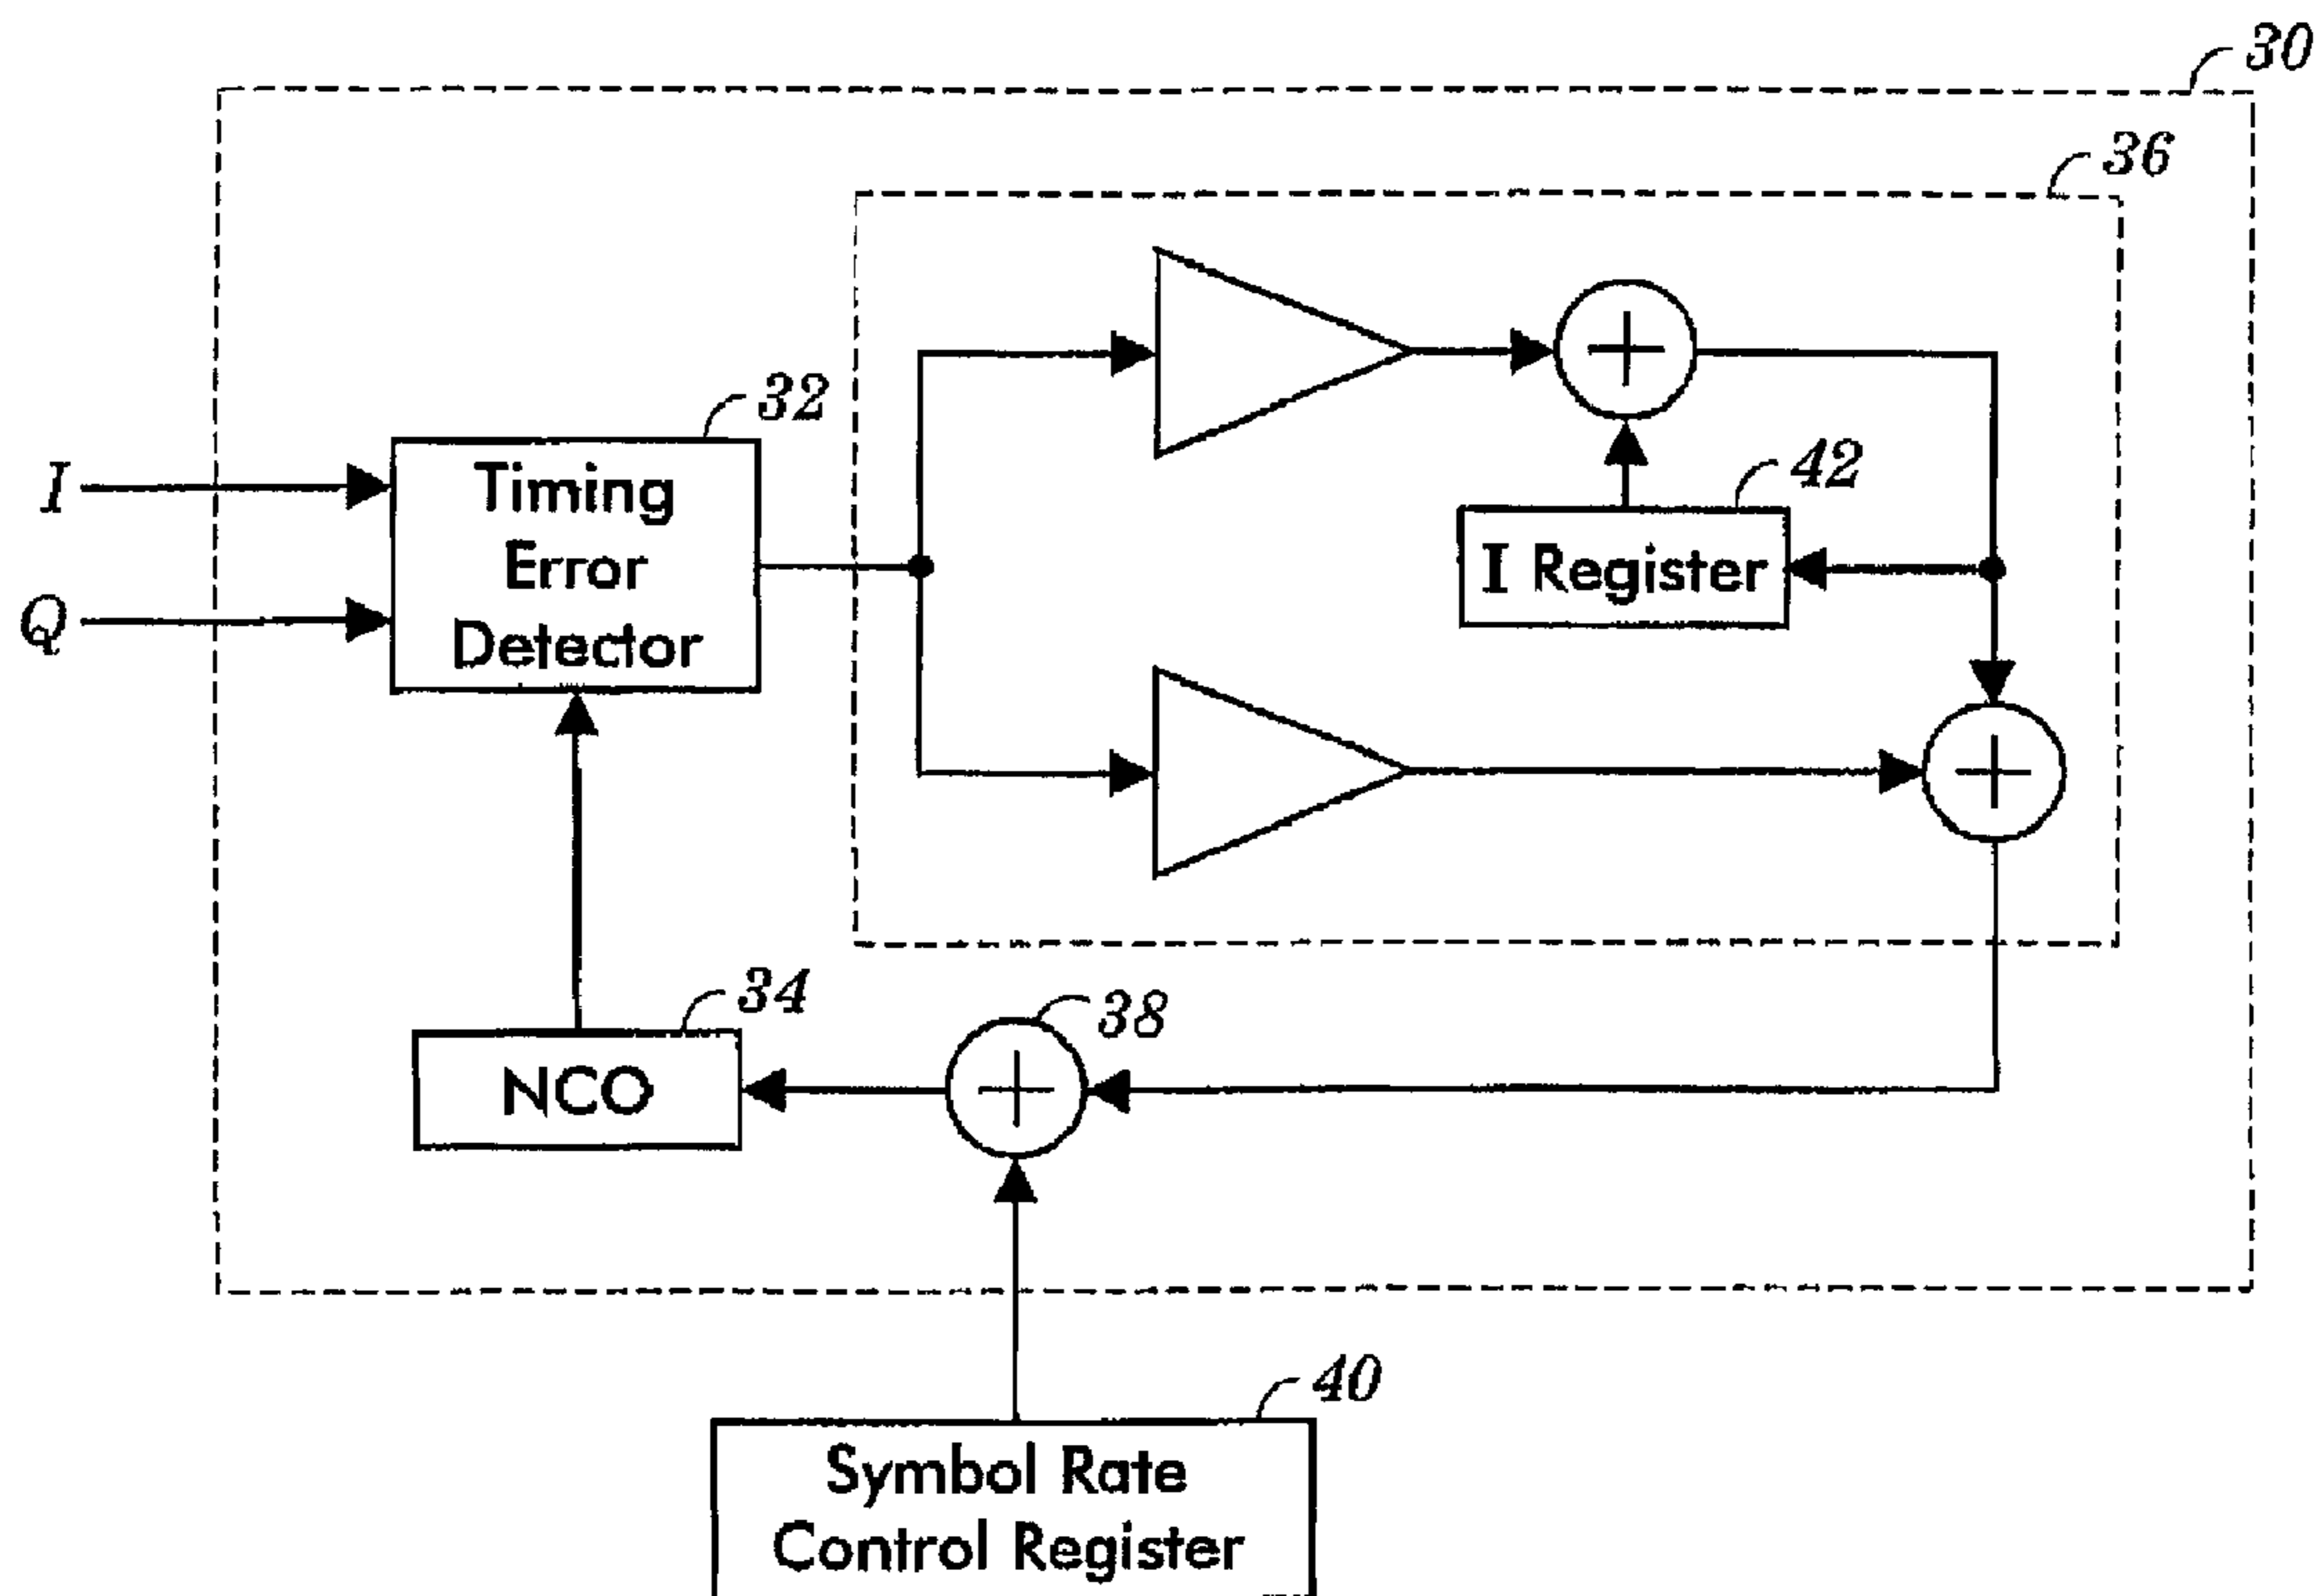 30
36
32
I
Timing
Error
Detector
Q
42
I Register
34
NCO
38
40
Symbol Rate
Control Register